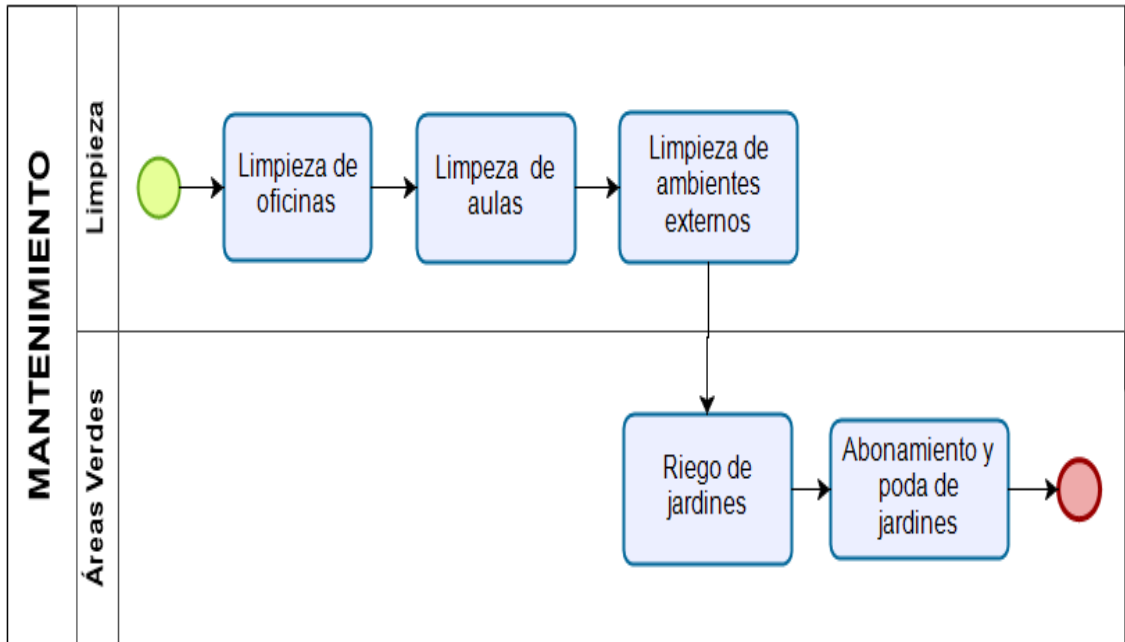 MANTENIMIENTO
Limpieza
Limpieza de
oficinas
Limpeza de
aulas
Limpieza de
ambientes
externos
Áreas Verdes
Riego de
jardines
Abonamiento y
poda de
jardines